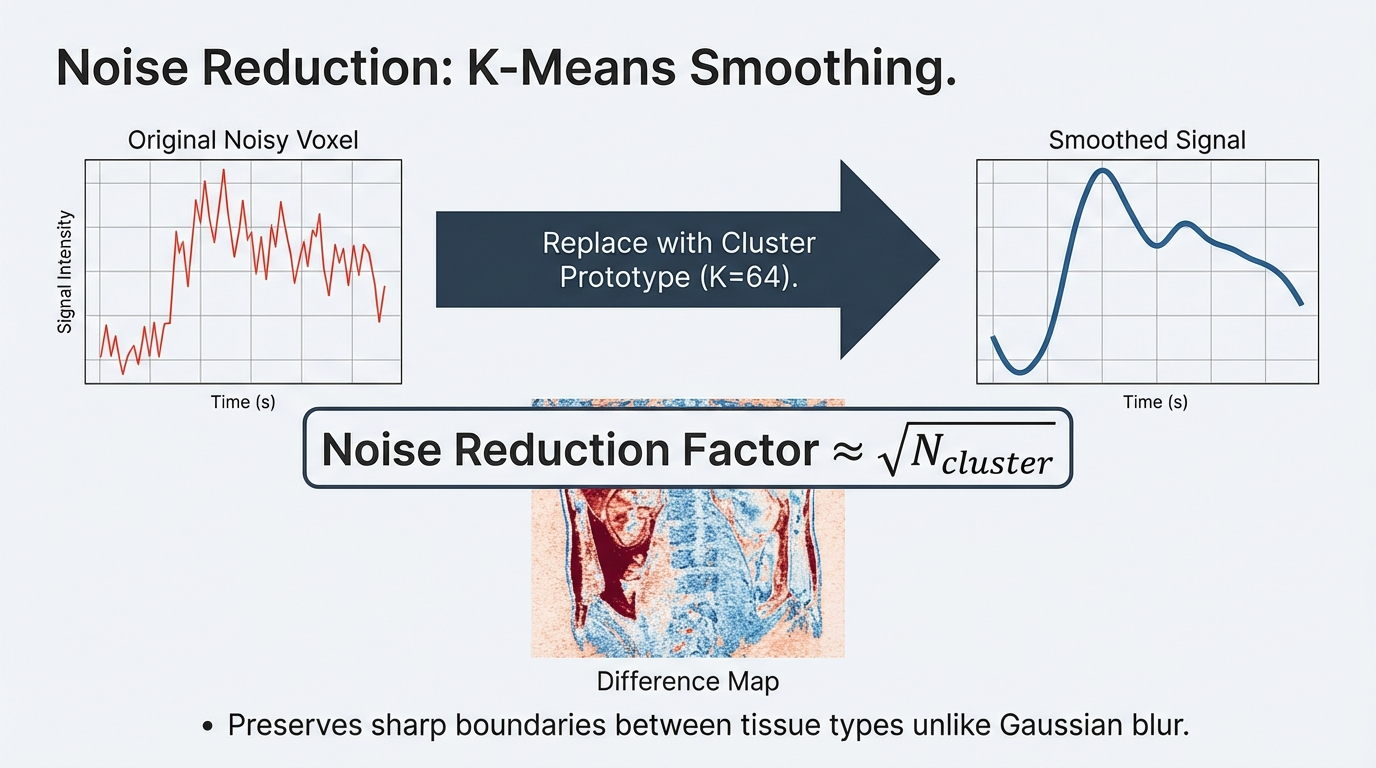 Noise Reduction: K-Means Smoothing.
Original Noisy Voxel
Signal Intensity
Time (s)
Replace with Cluster
Prototype (K=64).
Smoothed Signal
Time (s)
Noise Reduction Factor ≈ √N_cluster
Difference Map
• Preserves sharp boundaries between tissue types unlike Gaussian blur.